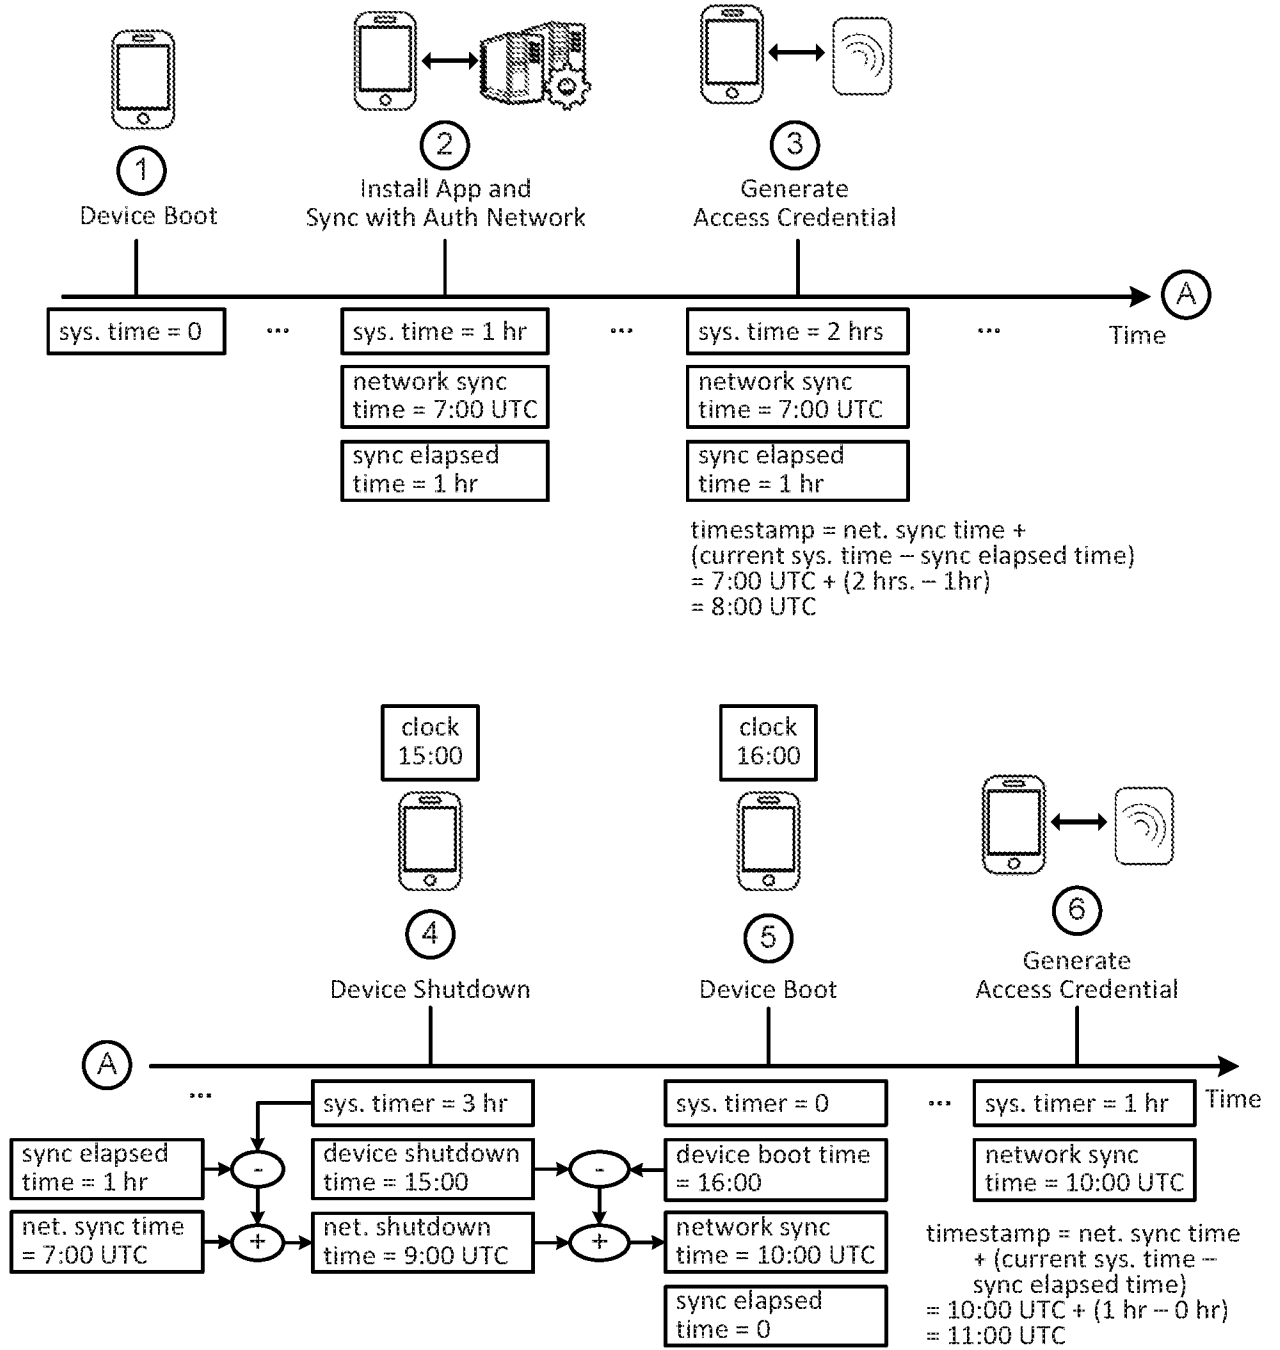 1
Device Boot
2
Install App and
Sync with Auth Network
3
Generate
Access Credential
A
Time
sys. time = 0
...
sys. time = 1 hr
...
sys. time = 2 hrs
...
network sync
time = 7:00 UTC
network sync
time = 7:00 UTC
sync elapsed
time = 1 hr
sync elapsed
time = 1 hr
timestamp = net. sync time +
(current sys. time – sync elapsed time)
= 7:00 UTC + (2 hrs. – 1hr)
= 8:00 UTC
clock
15:00
clock
16:00
4
Device Shutdown
5
Device Boot
6
Generate
Access Credential
A
Time
...
sys. timer = 3 hr
sys. timer = 0
...
sys. timer = 1 hr
sync elapsed
time = 1 hr
-
device shutdown
time = 15:00
-
device boot time
= 16:00
network sync
time = 10:00 UTC
net. sync time
= 7:00 UTC
+
net. shutdown
time = 9:00 UTC
+
network sync
time = 10:00 UTC
sync elapsed
time = 0
timestamp = net. sync time
+ (current sys. time –
sync elapsed time)
= 10:00 UTC + (1 hr – 0 hr)
= 11:00 UTC